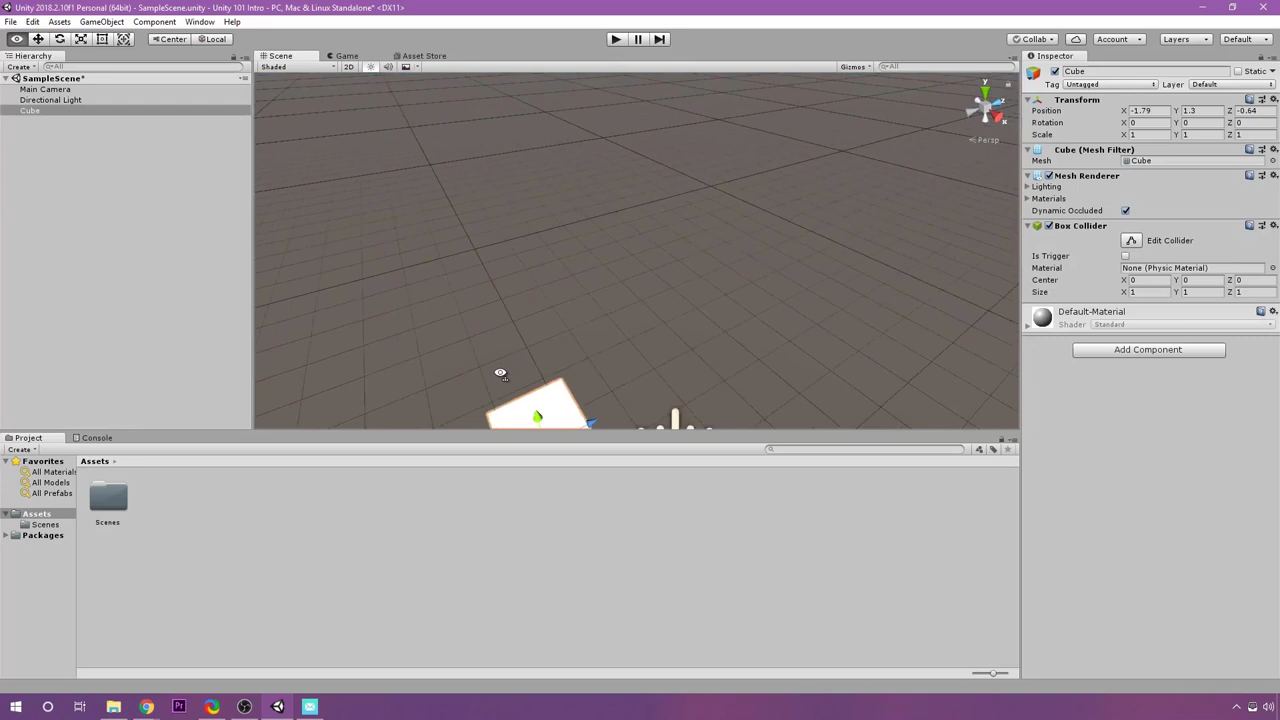 Unity 2018.2.10f1 Personal (64bit) - SampleScene.unity - Unity 101 Intro - PC, Mac & Linux Standalone* <DX11>
File Edit Assets GameObject Component Window Help
Center Local Collab Account Layers Default
Hierarchy
Create All
SampleScene*
Main Camera
Directional Light
Cube
Scene Game Asset Store
Shaded 2D Gizmos All
y
z
x
Persp
Inspector
Cube Static
Tag Untagged Layer Default
Transform
Position X -1.79 Y 1.3 Z -0.64
Rotation X 0 Y 0 Z 0
Scale X 1 Y 1 Z 1
Cube (Mesh Filter)
Mesh Cube
Mesh Renderer
Lighting
Materials
Dynamic Occluded
Box Collider
Edit Collider
Is Trigger
Material None (Physic Material)
Center X 0 Y 0 Z 0
Size X 1 Y 1 Z 1
Default-Material
Shader Standard
Add Component
Project Console
Create
Favorites
All Materials
All Models
All Prefabs
Assets
Scenes
Packages
Assets
Scenes
Pr